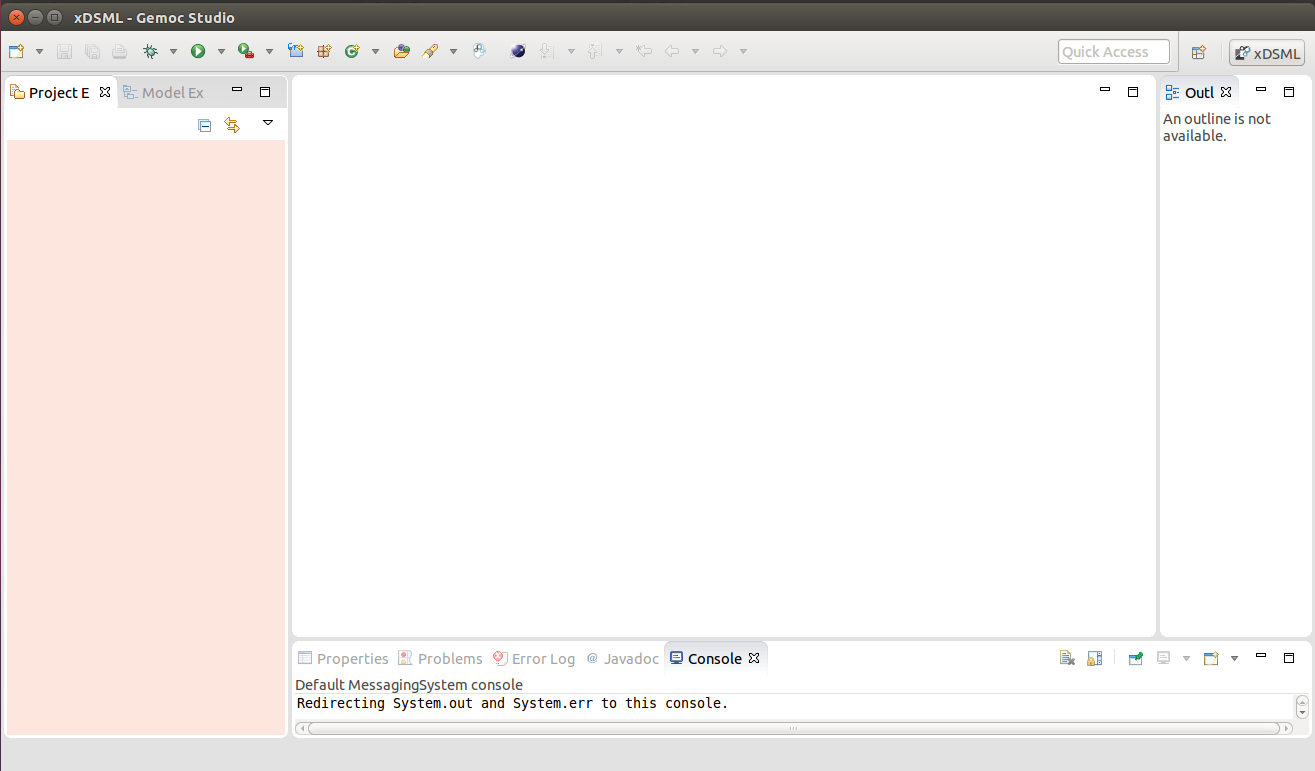 xDSML - Gemoc Studio
Quick Access
xDSML
Project E
Model Ex
Outl
An outline is not
available.
Properties
Problems
Error Log
@ Javadoc
Console
Default MessagingSystem console
Redirecting System.out and System.err to this console.